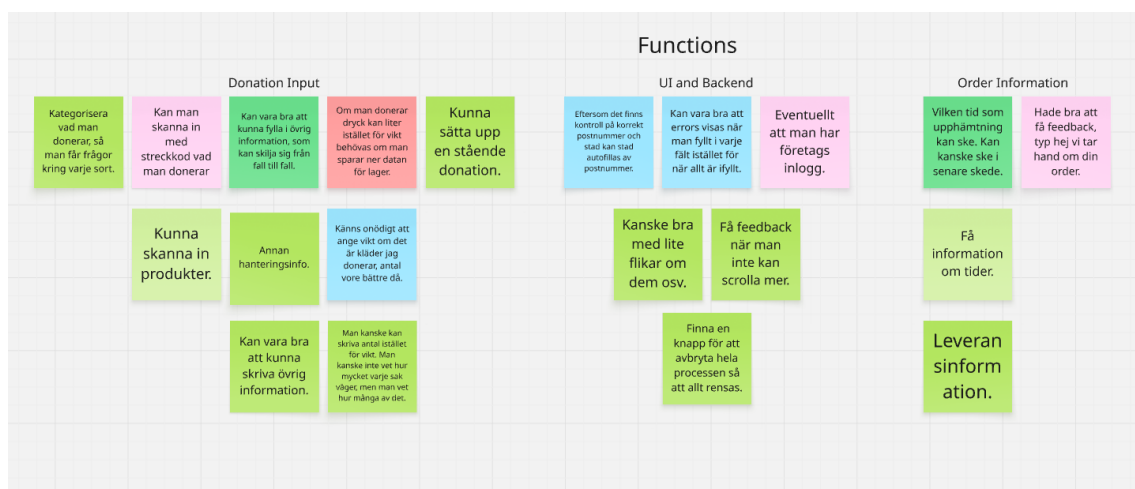 Functions
Donation Input
Kategorisera
vad man
donerar, så
man får frågor
kring varje sort.
Kan man
skanna in
med
streckkod vad
man donerar
Kan vara bra att
kunna fylla i övrig
information, som
kan skilja sig från
fall till fall.
Om man donerar
dryck kan liter
istället för vikt
behövas om man
sparar ner datan
för lager.
Kunna
sätta upp
en stående
donation.
Kunna
skanna in
produkter.
Annan
hanteringsinfo.
Känns onödigt att
ange vikt om det
är kläder jag
donerar, antal
vore bättre då.
Kan vara bra
att kunna
skriva övrig
information.
Man kanske kan
skriva antal istället
för vikt. Man
kanske inte vet hur
mycket varje sak
väger, men man vet
hur många av det.
UI and Backend
Eftersom det finns
kontroll på korrekt
postnummer och
stad kan stad
autofillas av
postnummer.
Kan vara bra att
errors visas när
man fyllt i varje
fält istället för
när allt är ifyllt.
Eventuellt
att man har
företags
inlogg.
Kanske bra
med lite
flikar om
dem osv.
Få feedback
när man
inte kan
scrolla mer.
Finna en
knapp för att
avbryta hela
processen så
att allt rensas.
Order Information
Vilken tid som
upphämtning
kan ske. Kan
kanske ske i
senare skede.
Hade bra att
få feedback,
typ hej vi tar
hand om din
order.
Få
information
om tider.
Leveran
sinform
ation.